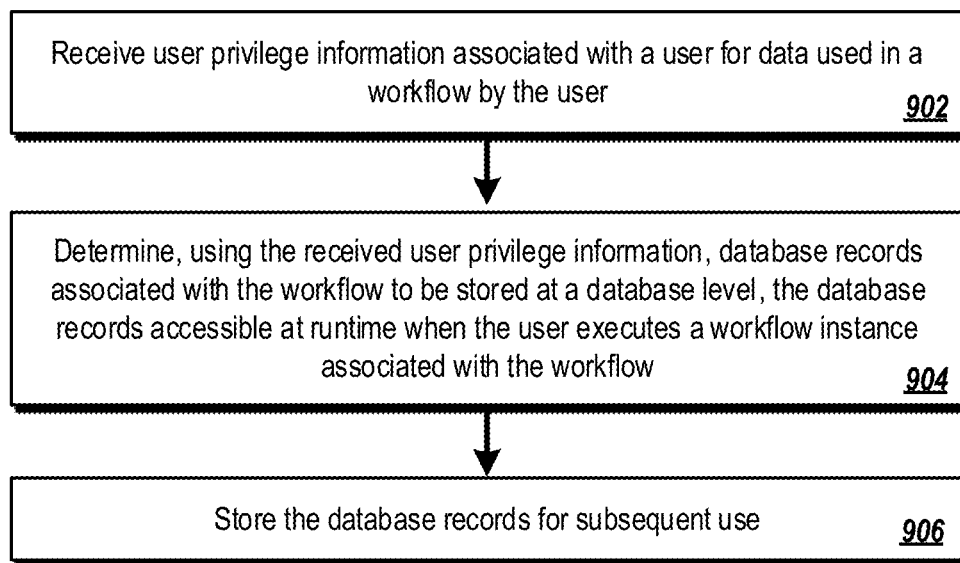 Receive user privilege information associated with a user for data used in a
workflow by the user
902
Determine, using the received user privilege information, database records
associated with the workflow to be stored at a database level, the database
records accessible at runtime when the user executes a workflow instance
associated with the workflow
904
Store the database records for subsequent use
906